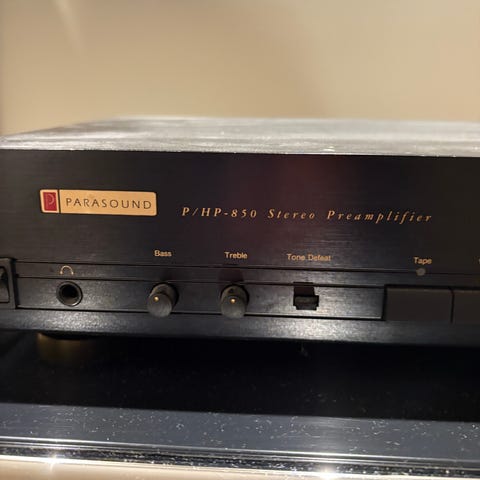 P PARASOUND
P/HP-850 Stereo Preamplifier
Bass
Treble
Tone Defeat
Tape